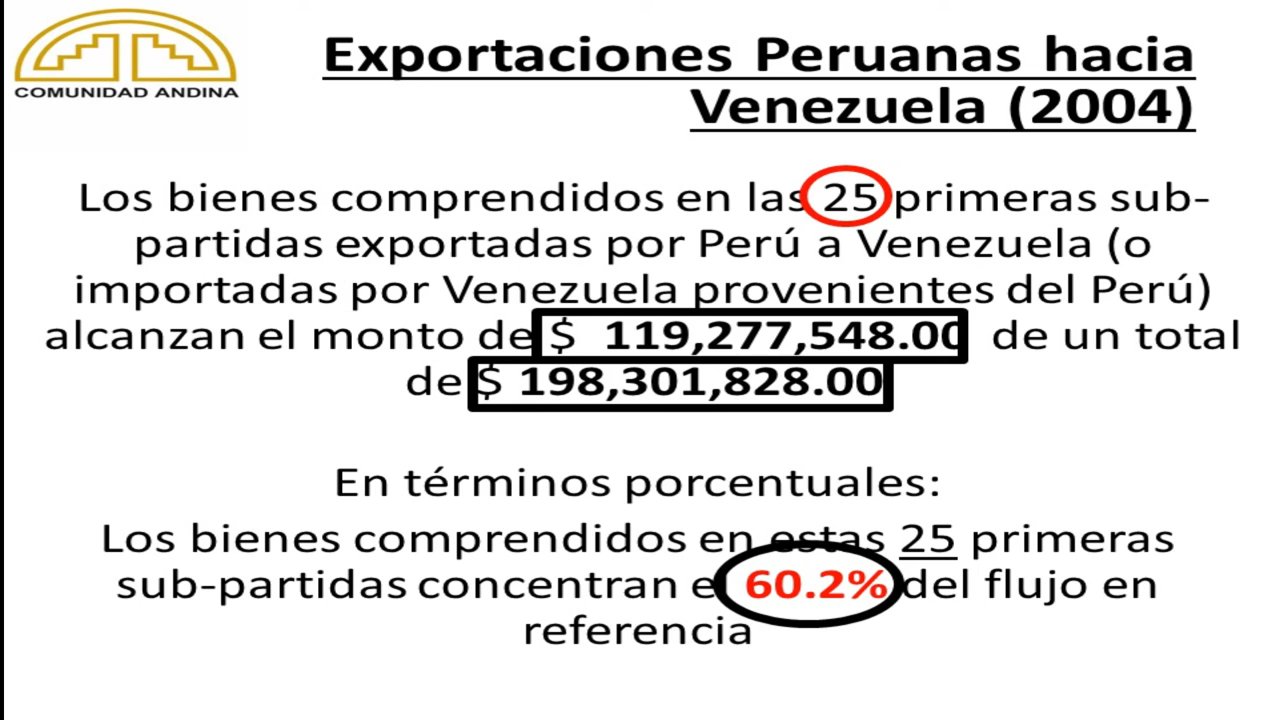 COMUNIDAD ANDINA
Exportaciones Peruanas hacia
Venezuela (2004)
Los bienes comprendidos en las 25 primeras sub-
partidas exportadas por Perú a Venezuela (o
importadas por Venezuela provenientes del Perú)
alcanzan el monto de $ 119,277,548.00 de un total
de $ 198,301,828.00
En términos porcentuales:
Los bienes comprendidos en estas 25 primeras
sub-partidas concentran el 60.2% del flujo en
referencia